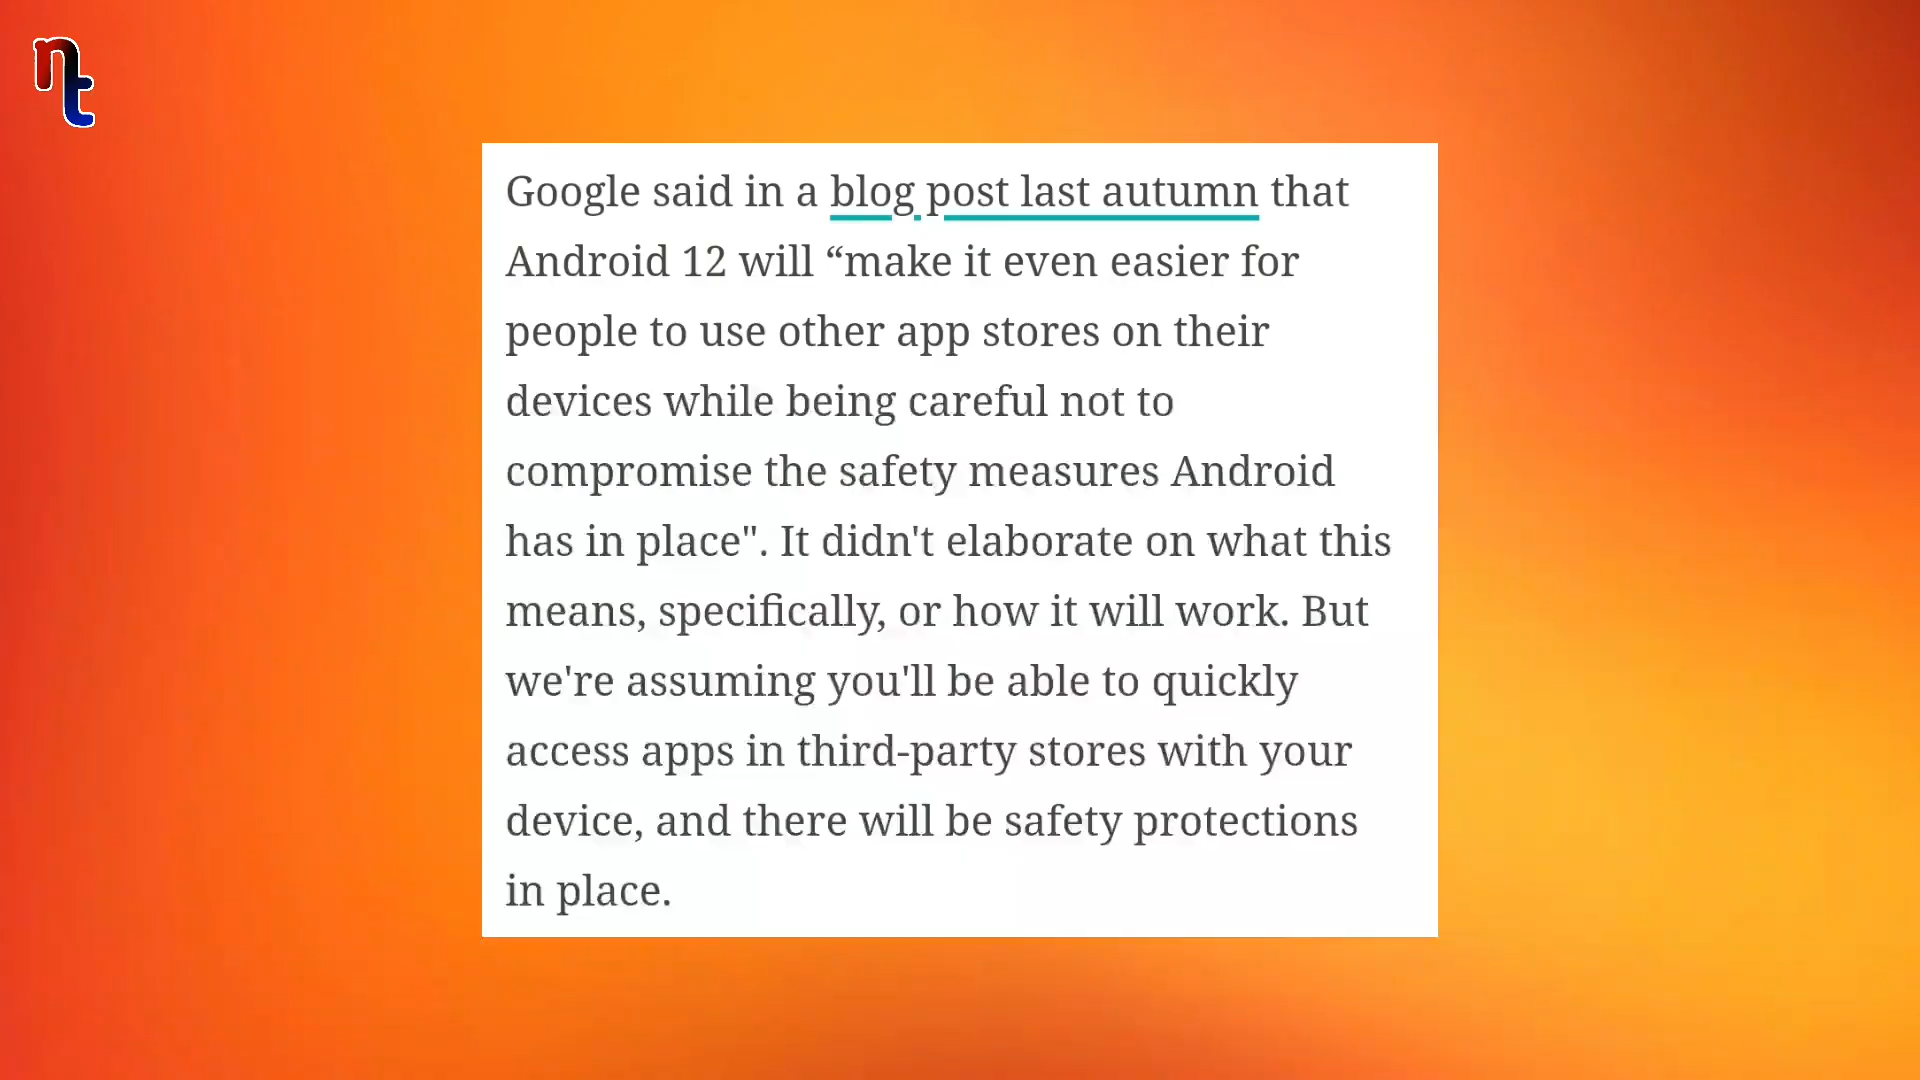 nt
Google said in a blog post last autumn that
Android 12 will “make it even easier for
people to use other app stores on their
devices while being careful not to
compromise the safety measures Android
has in place". It didn't elaborate on what this
means, specifically, or how it will work. But
we're assuming you'll be able to quickly
access apps in third-party stores with your
device, and there will be safety protections
in place.